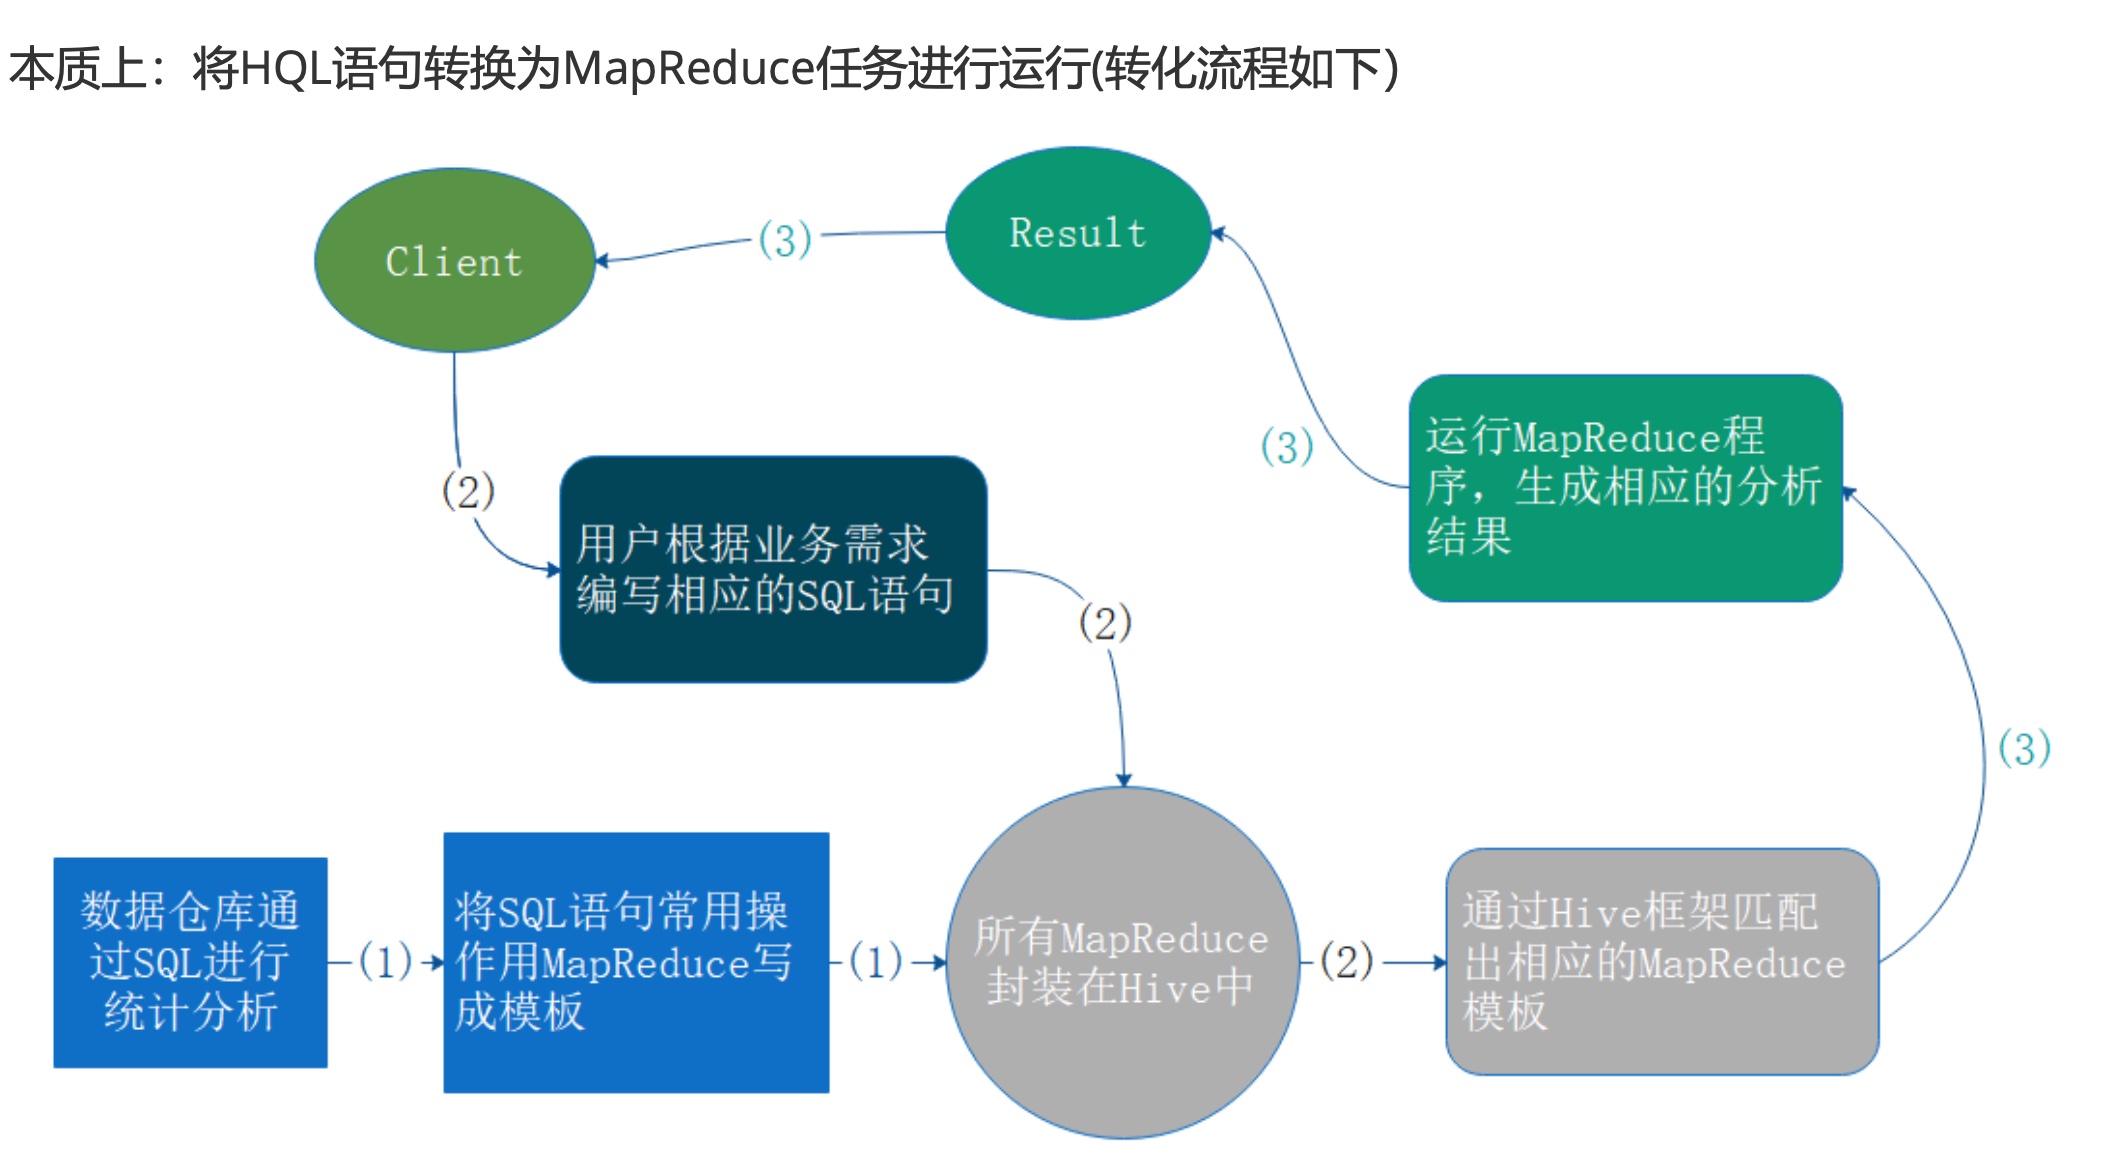 本质上：将HQL语句转换为MapReduce任务进行运行(转化流程如下）
Client
(3)
Result
(2)
用户根据业务需求
编写相应的SQL语句
(2)
(3)
运行MapReduce程
序，生成相应的分析
结果
(3)
数据仓库通
过SQL进行
统计分析
(1)
将SQL语句常用操
作用MapReduce写
成模板
(1)
所有MapReduce
封装在Hive中
(2)
通过Hive框架匹配
出相应的MapReduce
模板